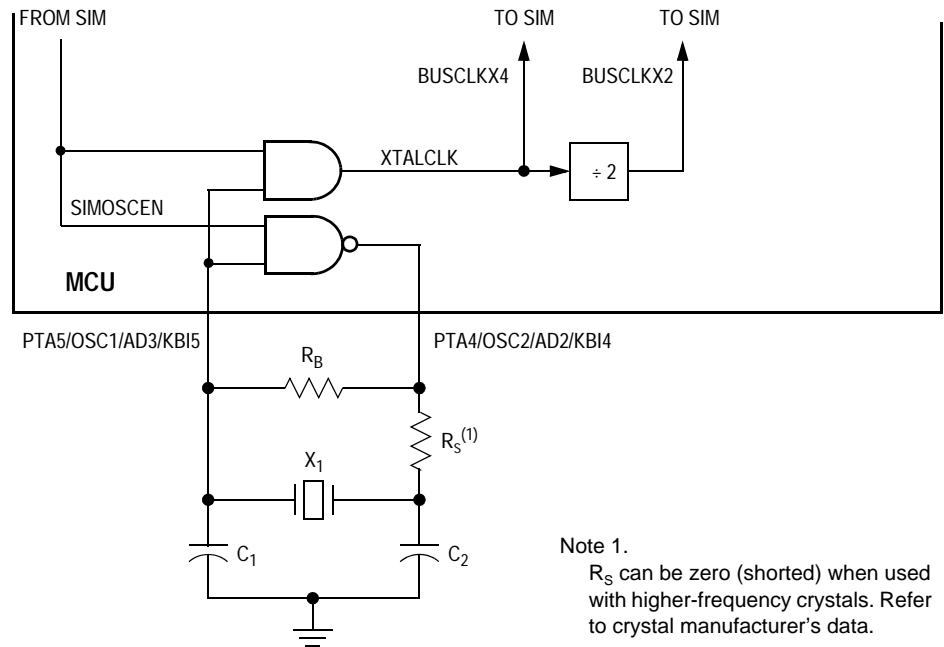 FROM SIM
TO SIM
TO SIM
BUSCLKX4
BUSCLKX2
XTALCLK
÷ 2
SIMOSCEN
MCU
PTA5/OSC1/AD3/KBI5
PTA4/OSC2/AD2/KBI4
RB
RS(1)
X1
C1
C2
Note 1.
RS can be zero (shorted) when used
with higher-frequency crystals. Refer
to crystal manufacturer's data.